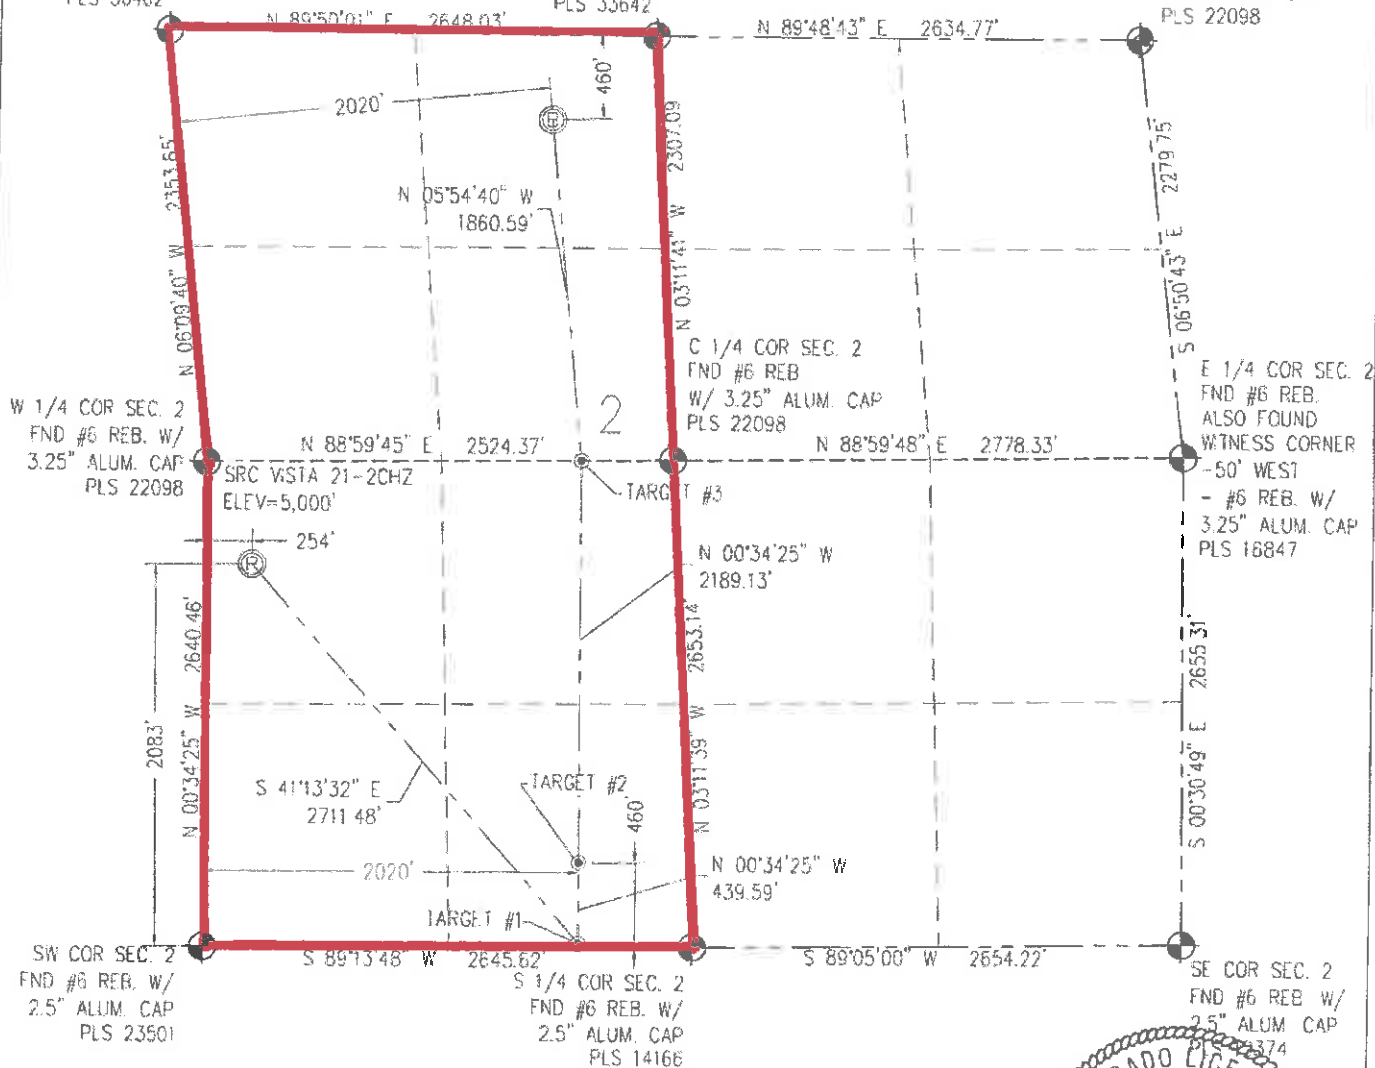 PLS 33642
PLS 22098
N 89°50'01" E 2648.03'
N 89°48'43" E 2634.77'
460'
2020'
2353.65'
N 06°09'40" W
2307.09
N 03°11'41" W
2279.75'
S 06°50'43" E
N 05°54'40" W
1860.59'
C 1/4 COR SEC. 2
FND #6 REB
W/ 3.25" ALUM. CAP
PLS 22098
E 1/4 COR SEC. 2
FND #6 REB.
ALSO FOUND
WITNESS CORNER
-50' WEST
- #6 REB. W/
3.25" ALUM. CAP
PLS 16847
W 1/4 COR SEC. 2
FND #6 REB. W/
3.25" ALUM. CAP
PLS 22098
2
N 88°59'45" E 2524.37'
N 88°59'48" E 2778.33'
SRC VISTA 21-2CHZ
ELEV=5,000'
TARGET #3
254'
R
N 00°34'25" W
2189.13'
2640.46'
N 00°34'25" W
2653.14'
N 03°11'39" W
2655.31'
S 00°30'49" E
2083'
S 41°13'32" E
2711.48'
TARGET #2
460'
2020'
N 00°34'25" W
439.59'
TARGET #1
S 89°13'48" W 2645.62'
S 89°05'00" W 2654.22'
SW COR SEC. 2
FND #6 REB. W/
2.5" ALUM. CAP
PLS 23501
S 1/4 COR SEC. 2
FND #6 REB. W/
2.5" ALUM. CAP
PLS 14166
SE COR SEC. 2
FND #6 REB W/
2.5" ALUM CAP
PLS